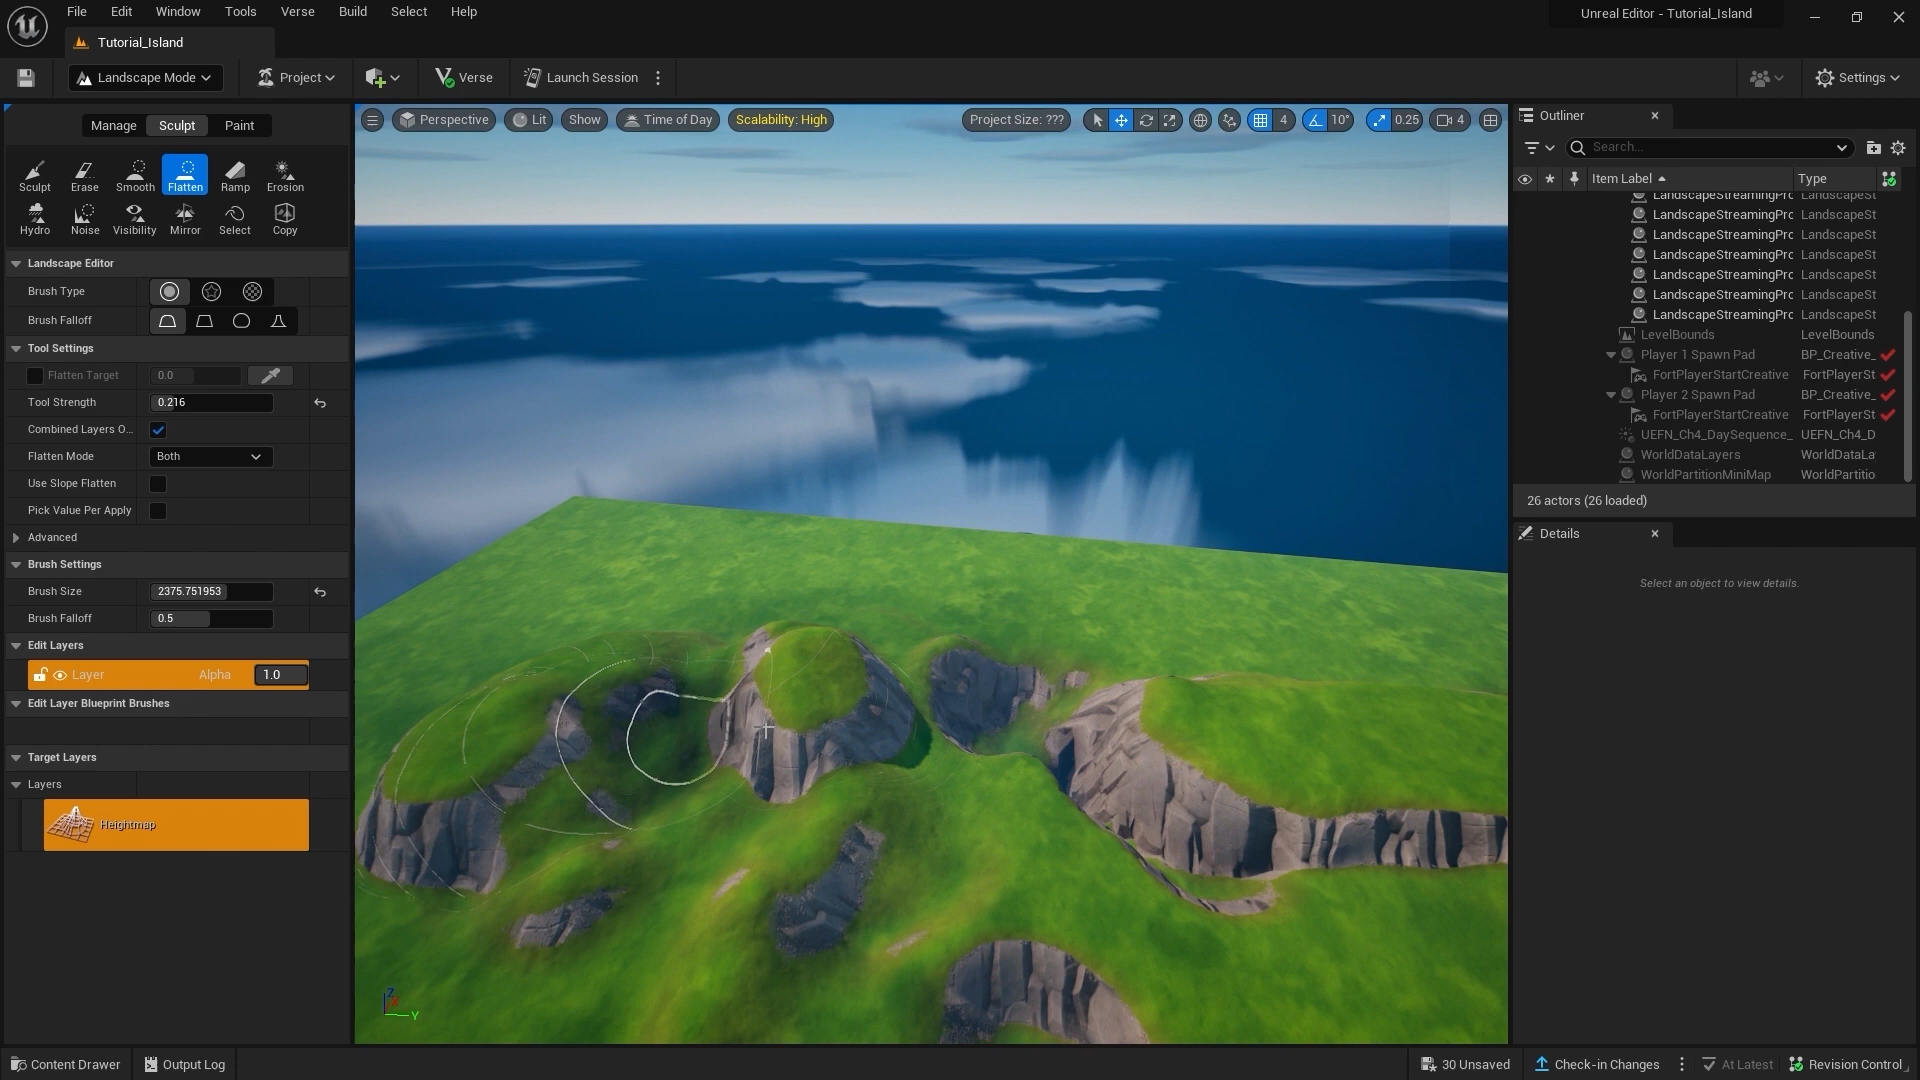 File Edit Window Tools Verse Build Select Help
Unreal Editor - Tutorial_Island
Tutorial_Island
Landscape Mode
Project
Verse
Launch Session
Settings
Manage Sculpt Paint
Sculpt Erase Smooth Flatten Ramp Erosion
Hydro Noise Visibility Mirror Select Copy
Landscape Editor
Brush Type
Brush Falloff
Tool Settings
Flatten Target 0.0
Tool Strength 0.216
Combined Layers O...
Flatten Mode Both
Use Slope Flatten
Pick Value Per Apply
Advanced
Brush Settings
Brush Size 2375.751953
Brush Falloff 0.5
Edit Layers
Layer Alpha 1.0
Edit Layer Blueprint Brushes
Target Layers
Layers
Heightmap
Perspective Lit Show Time of Day Scalability: High Project Size: ??? 4 10° 0.25 4
Z
X
Y
Outliner
Search...
Item Label Type
LandscapeStreamingPrc LandscapeSt
LandscapeStreamingPrc LandscapeSt
LandscapeStreamingPrc LandscapeSt
LandscapeStreamingPrc LandscapeSt
LandscapeStreamingPrc LandscapeSt
LandscapeStreamingPrc LandscapeSt
LandscapeStreamingPrc LandscapeSt
LevelBounds LevelBounds
Player 1 Spawn Pad BP_Creative_
FortPlayerStartCreative FortPlayerSt
Player 2 Spawn Pad BP_Creative_
FortPlayerStartCreative FortPlayerSt
UEFN_Ch4_DaySequence_ UEFN_Ch4_D
WorldDataLayers WorldDataLa
WorldPartitionMiniMap WorldPartitio
26 actors (26 loaded)
Details
Select an object to view details.
Content Drawer Output Log
30 Unsaved Check-in Changes At Latest Revision Control